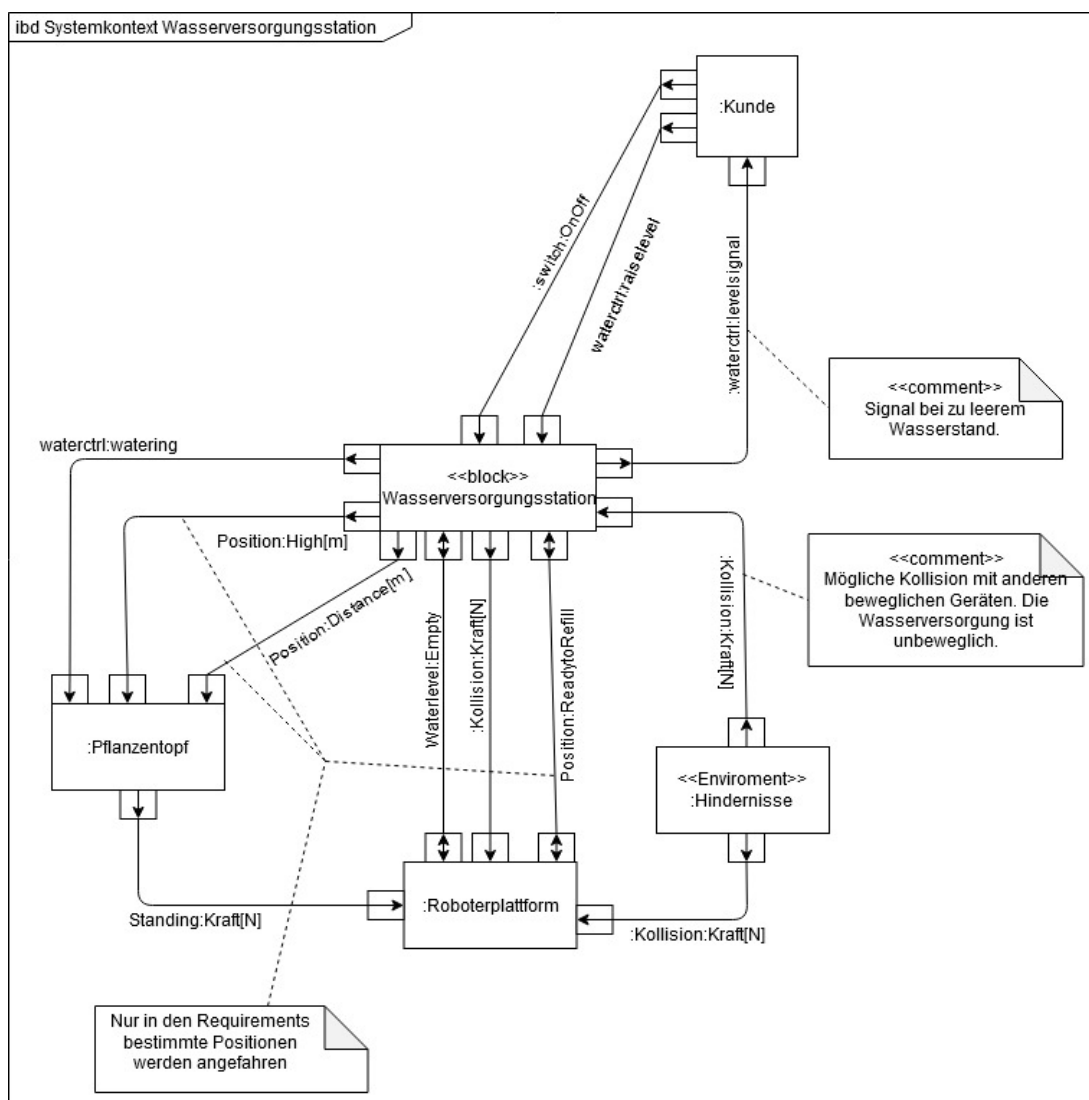 ibd Systemkontext Wasserversorgungsstation
:Kunde
:switch:OnOff
waterctrl:raiselevel
:waterctrl:levelsignal
<<comment>>
Signal bei zu leerem
Wasserstand.
waterctrl:watering
<<block>>
Wasserversorgungsstation
Position:High[m]
Position:Distance[m]
Waterlevel:Empty
:Kollision:Kraft[N]
Position:ReadytoRefill
:Kollision:Kraft[N]
<<comment>>
Mögliche Kollision mit anderen
beweglichen Geräten. Die
Wasserversorgung ist
unbeweglich.
:Pflanzentopf
<<Enviroment>>
:Hindernisse
Standing:Kraft[N]
:Roboterplattform
:Kollision:Kraft[N]
Nur in den Requirements
bestimmte Positionen
werden angefahren